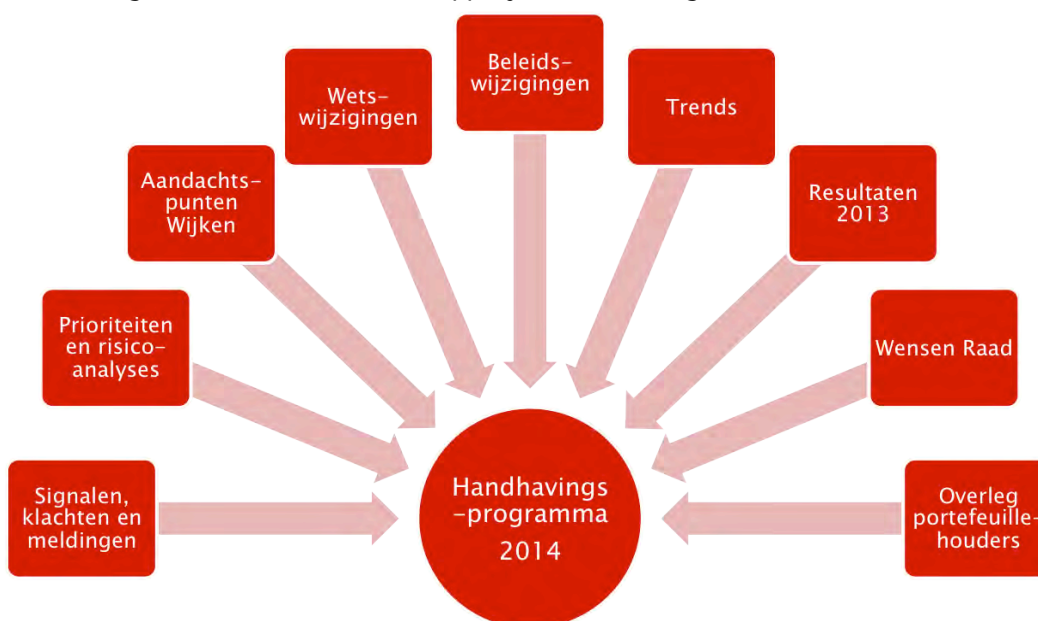 Beleids-
wijzigingen
Wets-
wijzigingen
Trends
Aandachts-
punten
Wijken
Resultaten
2013
Prioriteiten
en risico-
analyses
Wensen Raad
Signalen,
klachten en
meldingen
Handhavings
-programma
2014
Overleg
portefeuille-
houders